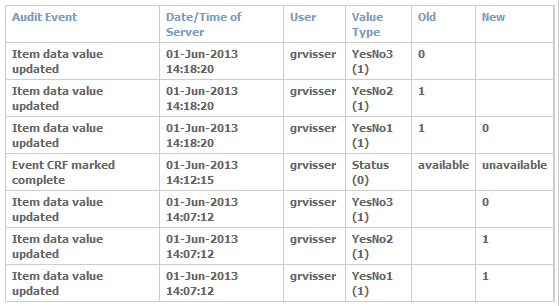 Audit Event Date/Time of Server User Value Type Old New
Item data value updated 01-Jun-2013 14:18:20 grvisser YesNo3 (1) 0
Item data value updated 01-Jun-2013 14:18:20 grvisser YesNo2 (1) 1
Item data value updated 01-Jun-2013 14:18:20 grvisser YesNo1 (1) 1 0
Event CRF marked complete 01-Jun-2013 14:12:15 grvisser Status (0) available unavailable
Item data value updated 01-Jun-2013 14:07:12 grvisser YesNo3 (1) 0
Item data value updated 01-Jun-2013 14:07:12 grvisser YesNo2 (1) 1
Item data value updated 01-Jun-2013 14:07:12 grvisser YesNo1 (1) 1